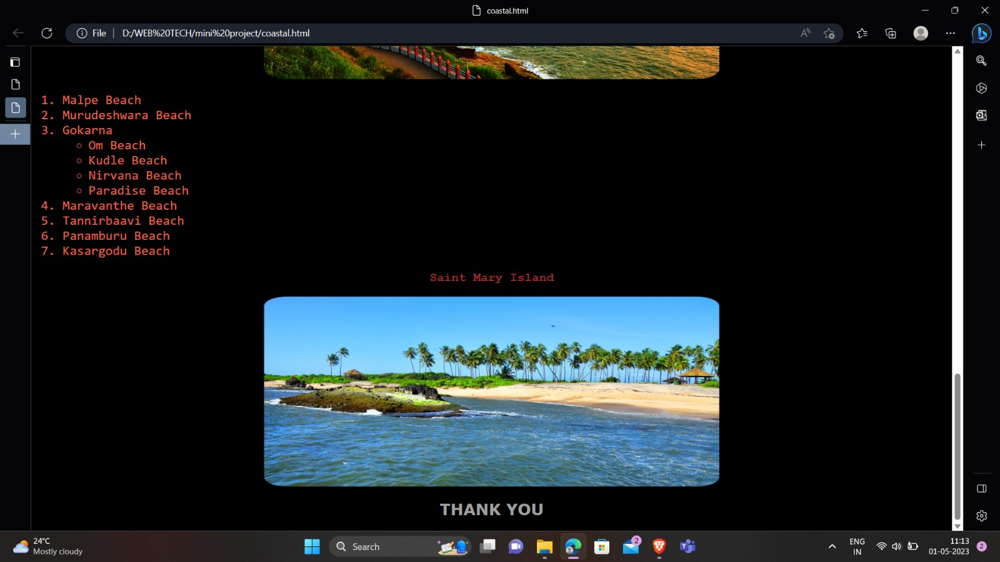 coastal.html
File
D:/WEB%20TECH/mini%20project/coastal.html
1. Malpe Beach
2. Murudeshwara Beach
3. Gokarna
Om Beach
Kudle Beach
Nirvana Beach
Paradise Beach
4. Maravanthe Beach
5. Tannirbaavi Beach
6. Panamburu Beach
7. Kasargodu Beach
Saint Mary Island
THANK YOU
24°C
Mostly cloudy
Search
2
ENG
IN
11:13
01-05-2023
2